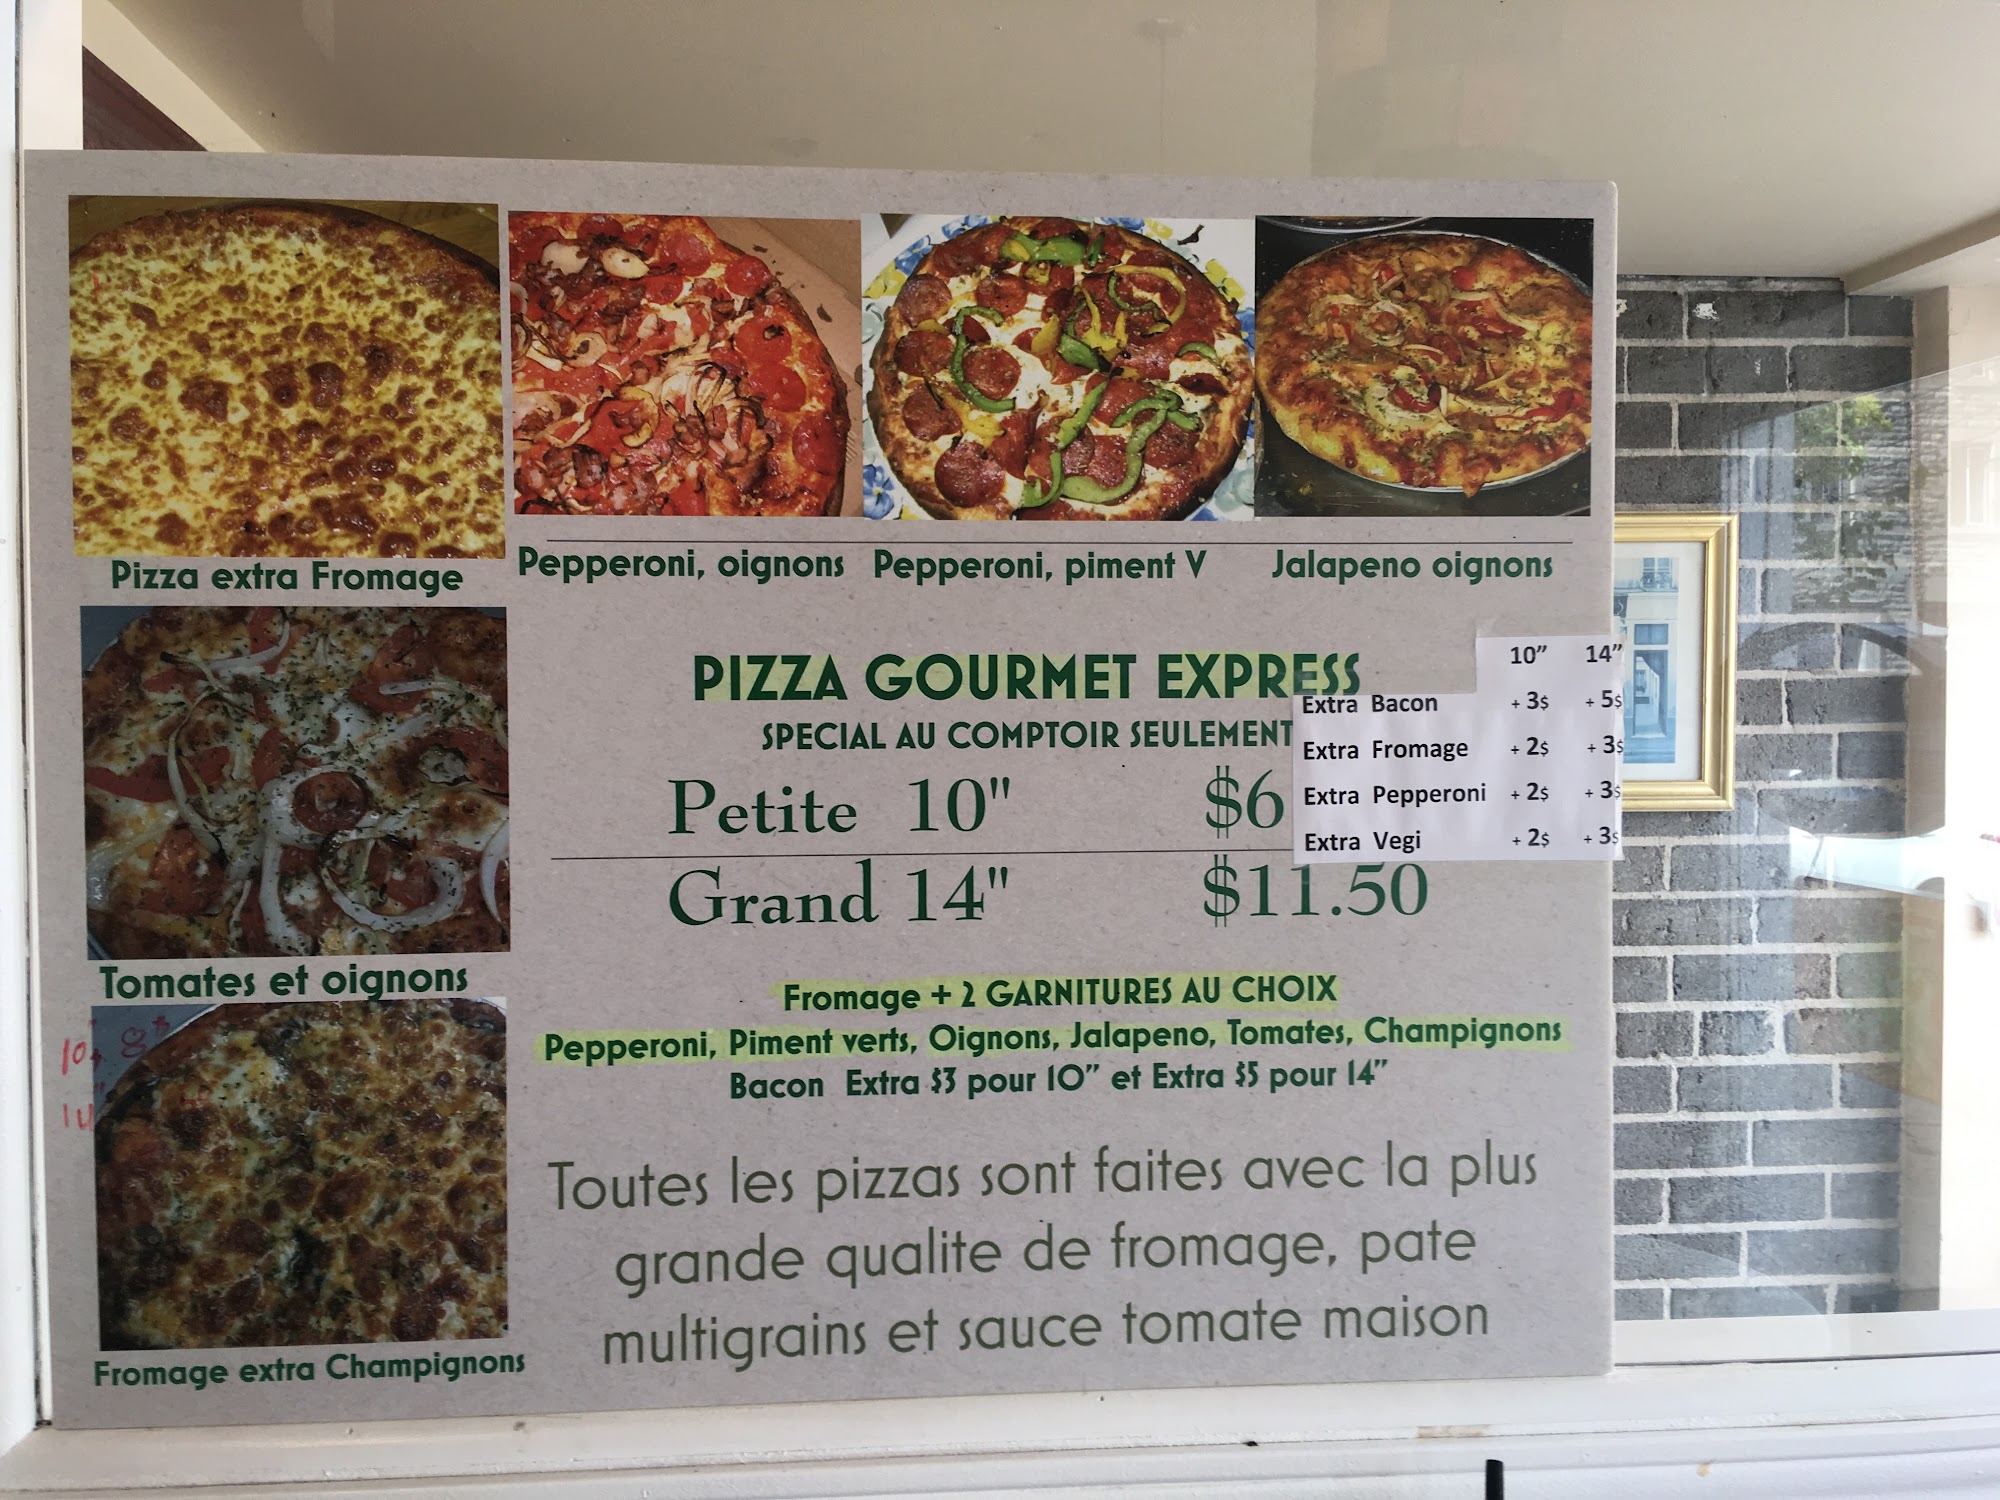 Pizza extra Fromage
Pepperoni, oignons
Pepperoni, piment V
Jalapeno oignons
Tomates et oignons
Fromage extra Champignons
PIZZA GOURMET EXPRESS
SPECIAL AU COMPTOIR SEULEMENT
Petite 10" $6
Grand 14" $11.50
10" 14"
Extra Bacon + 3$ + 5$
Extra Fromage + 2$ + 3$
Extra Pepperoni + 2$ + 3$
Extra Vegi + 2$ + 3$
Fromage + 2 GARNITURES AU CHOIX
Pepperoni, Piment verts, Oignons, Jalapeno, Tomates, Champignons
Bacon Extra $3 pour 10" et Extra $5 pour 14"
Toutes les pizzas sont faites avec la plus
grande qualite de fromage, pate
multigrains et sauce tomate maison
10
14